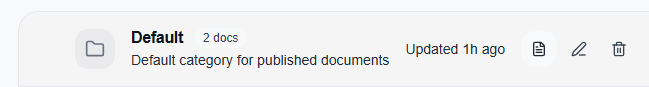 Default 2 docs
Default category for published documents
Updated 1h ago